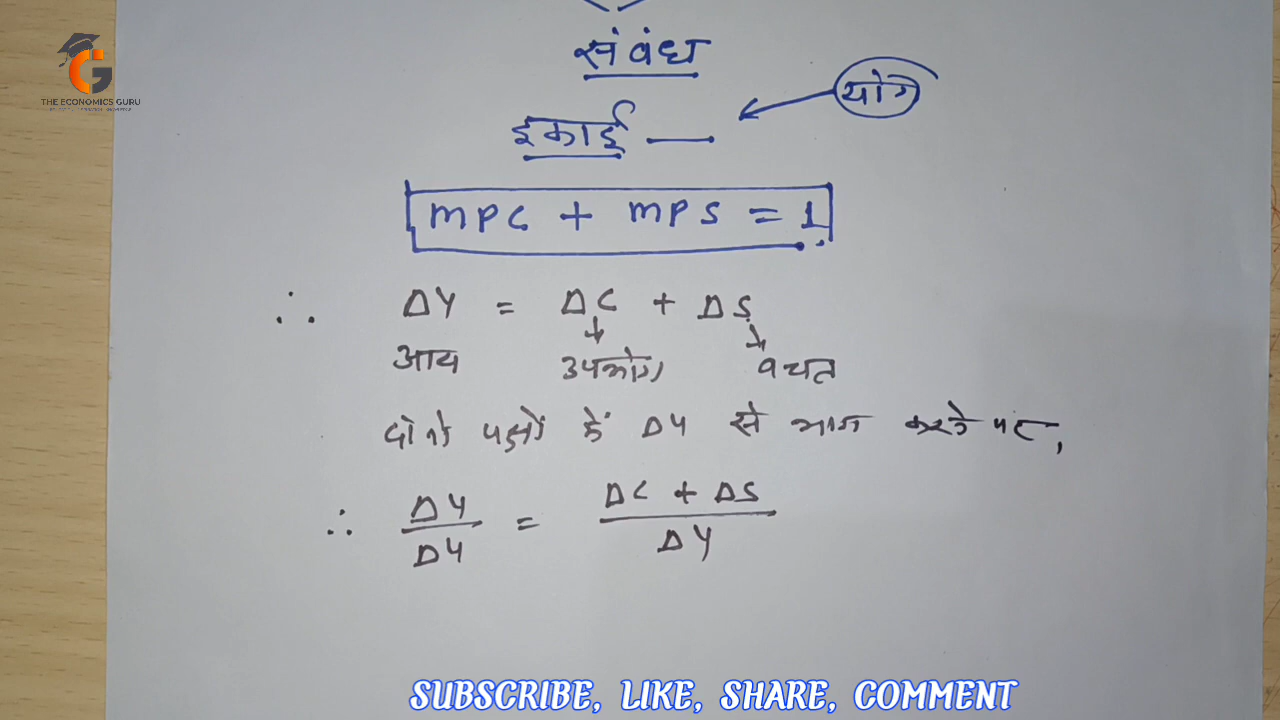 संबंध
THE ECONOMICS GURU
योग
इकाई —
MPC + MPS = 1
∴ ΔY = ΔC + ΔS
आय उपभोग बचत
दोनो पक्षों में ΔY से भाग करने पर,
∴ ΔY/ΔY = ΔC + ΔS/ΔY
SUBSCRIBE, LIKE, SHARE, COMMENT